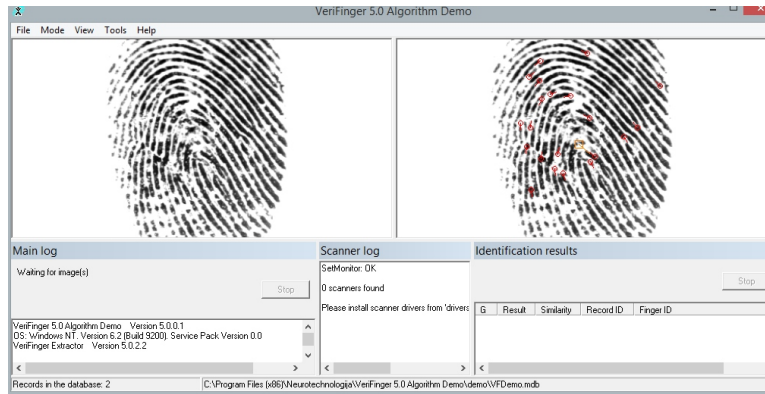 VeriFinger 5.0 Algorithm Demo
File Mode View Tools Help
Main log
Waiting for image(s)
Stop
VeriFinger 5.0 Algorithm Demo Version 5.0.0.1
OS: Windows NT. Version 6.2 (Build 9200). Service Pack Version 0.0
VeriFinger Extractor Version 5.0.2.2
Scanner log
SetMonitor: OK
0 scanners found
Please install scanner drivers from 'drivers
Identification results
Stop
G Result Similarity Record ID Finger ID
Records in the database: 2
C:\Program Files (x86)\Neurotechnologija\VeriFinger 5.0 Algorithm Demo\demo\VFDemo.mdb